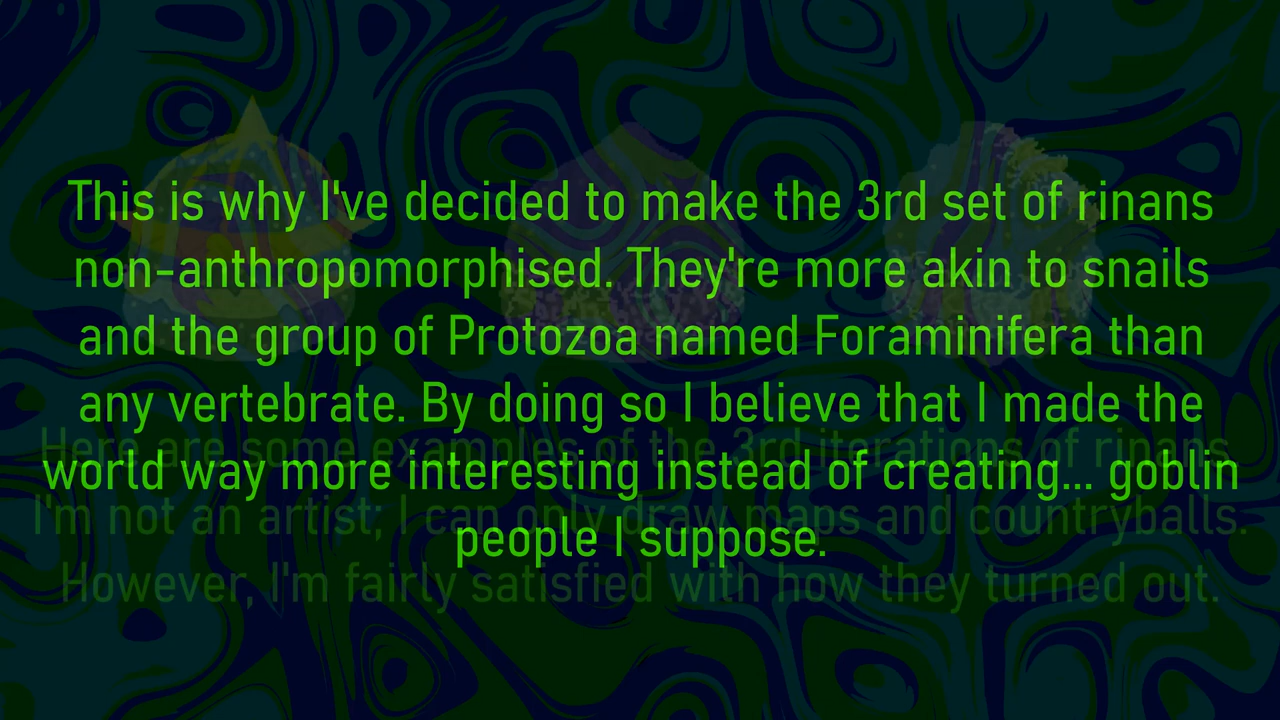 This is why I've decided to make the 3rd set of rinans
non-anthropomorphised. They're more akin to snails
and the group of Protozoa named Foraminifera than
any vertebrate. By doing so I believe that I made the
Here are some examples of the 3rd iterations of rinans
world way more interesting instead of creating... goblin
I'm not an artist; I can only draw maps and countryballs.
people I suppose.
However, I'm fairly satisfied with how they turned out.